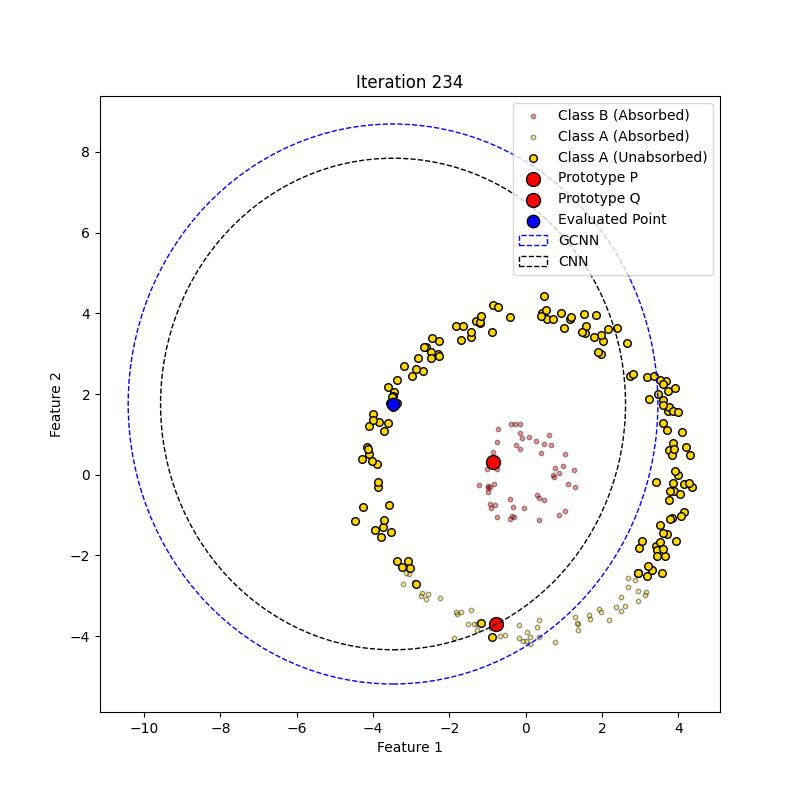 Iteration 234
Class B (Absorbed)
Class A (Absorbed)
Class A (Unabsorbed)
Prototype P
Prototype Q
Evaluated Point
GCNN
CNN
Feature 2
8
6
4
2
0
−2
−4
−10
−8
−6
−4
−2
0
2
4
Feature 1